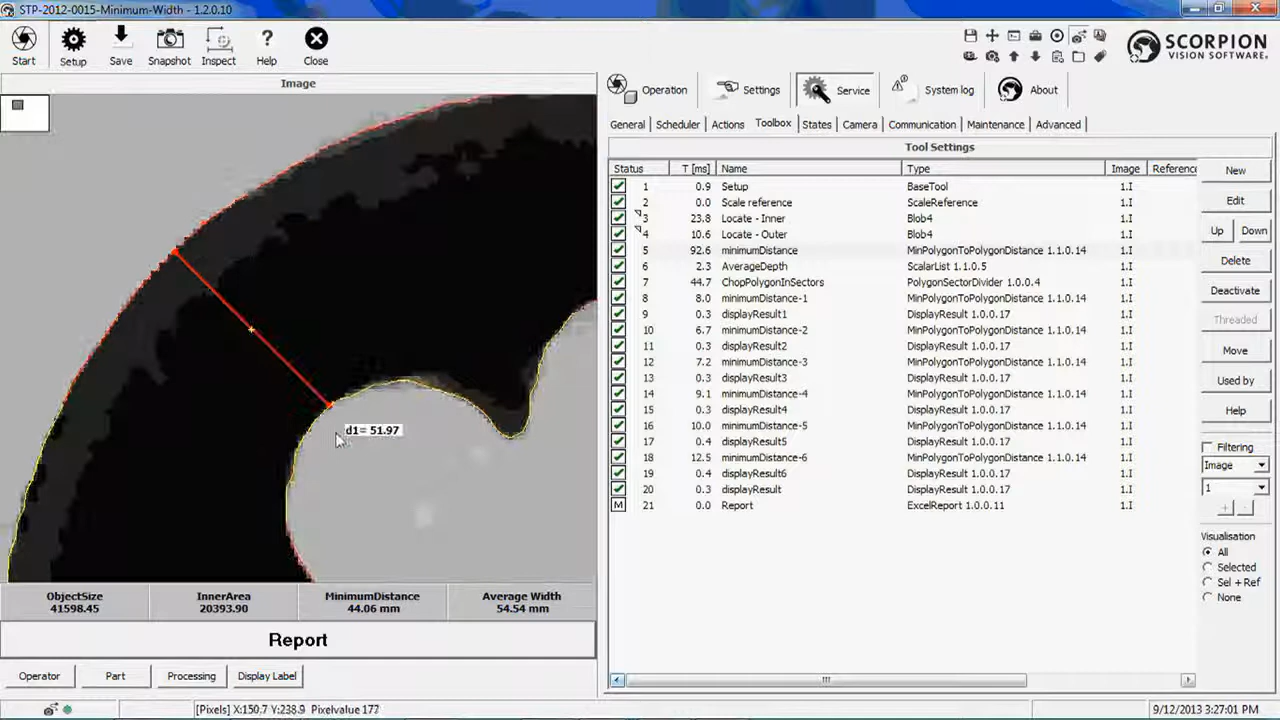 STP-2012-0015-Minimum-Width - 1.2.0.10
Start Setup Save Snapshot Inspect Help Close
SCORPION
VISION SOFTWARE®
Image
Operation Settings Service System log About
General Scheduler Actions Toolbox States Camera Communication Maintenance Advanced
Tool Settings
Status T [ms] Name Type Image Reference
1 0.9 Setup BaseTool 1.I
2 0.0 Scale reference ScaleReference 1.I
3 23.8 Locate - Inner Blob4 1.I
4 10.6 Locate - Outer Blob4 1.I
5 92.6 minimumDistance MinPolygonToPolygonDistance 1.1.0.14 1.I
6 2.3 AverageDepth ScalarList 1.1.0.5 1.I
7 44.7 ChopPolygonInSectors PolygonSectorDivider 1.0.0.4 1.I
8 8.0 minimumDistance-1 MinPolygonToPolygonDistance 1.1.0.14 1.I
9 0.3 displayResult1 DisplayResult 1.0.0.17 1.I
10 6.7 minimumDistance-2 MinPolygonToPolygonDistance 1.1.0.14 1.I
11 0.3 displayResult2 DisplayResult 1.0.0.17 1.I
12 7.2 minimumDistance-3 MinPolygonToPolygonDistance 1.1.0.14 1.I
13 0.3 displayResult3 DisplayResult 1.0.0.17 1.I
14 9.1 minimumDistance-4 MinPolygonToPolygonDistance 1.1.0.14 1.I
15 0.3 displayResult4 DisplayResult 1.0.0.17 1.I
16 10.0 minimumDistance-5 MinPolygonToPolygonDistance 1.1.0.14 1.I
17 0.4 displayResult5 DisplayResult 1.0.0.17 1.I
18 12.5 minimumDistance-6 MinPolygonToPolygonDistance 1.1.0.14 1.I
19 0.4 displayResult6 DisplayResult 1.0.0.17 1.I
20 0.3 displayResult DisplayResult 1.0.0.17 1.I
M 21 0.0 Report ExcelReport 1.0.0.11 1.I
New
Edit
Up Down
Delete
Deactivate
Threaded
Move
Used by
Help
Filtering
Image
1
+ -
Visualisation
All
Selected
Sel + Ref
None
d1= 51.97
ObjectSize InnerArea MinimumDistance Average Width
41598.45 20393.90 44.06 mm 54.54 mm
Report
Operator Part Processing Display Label
[Pixels] X:150.7 Y:238.9 Pixelvalue 177
9/12/2013 3:27:01 PM